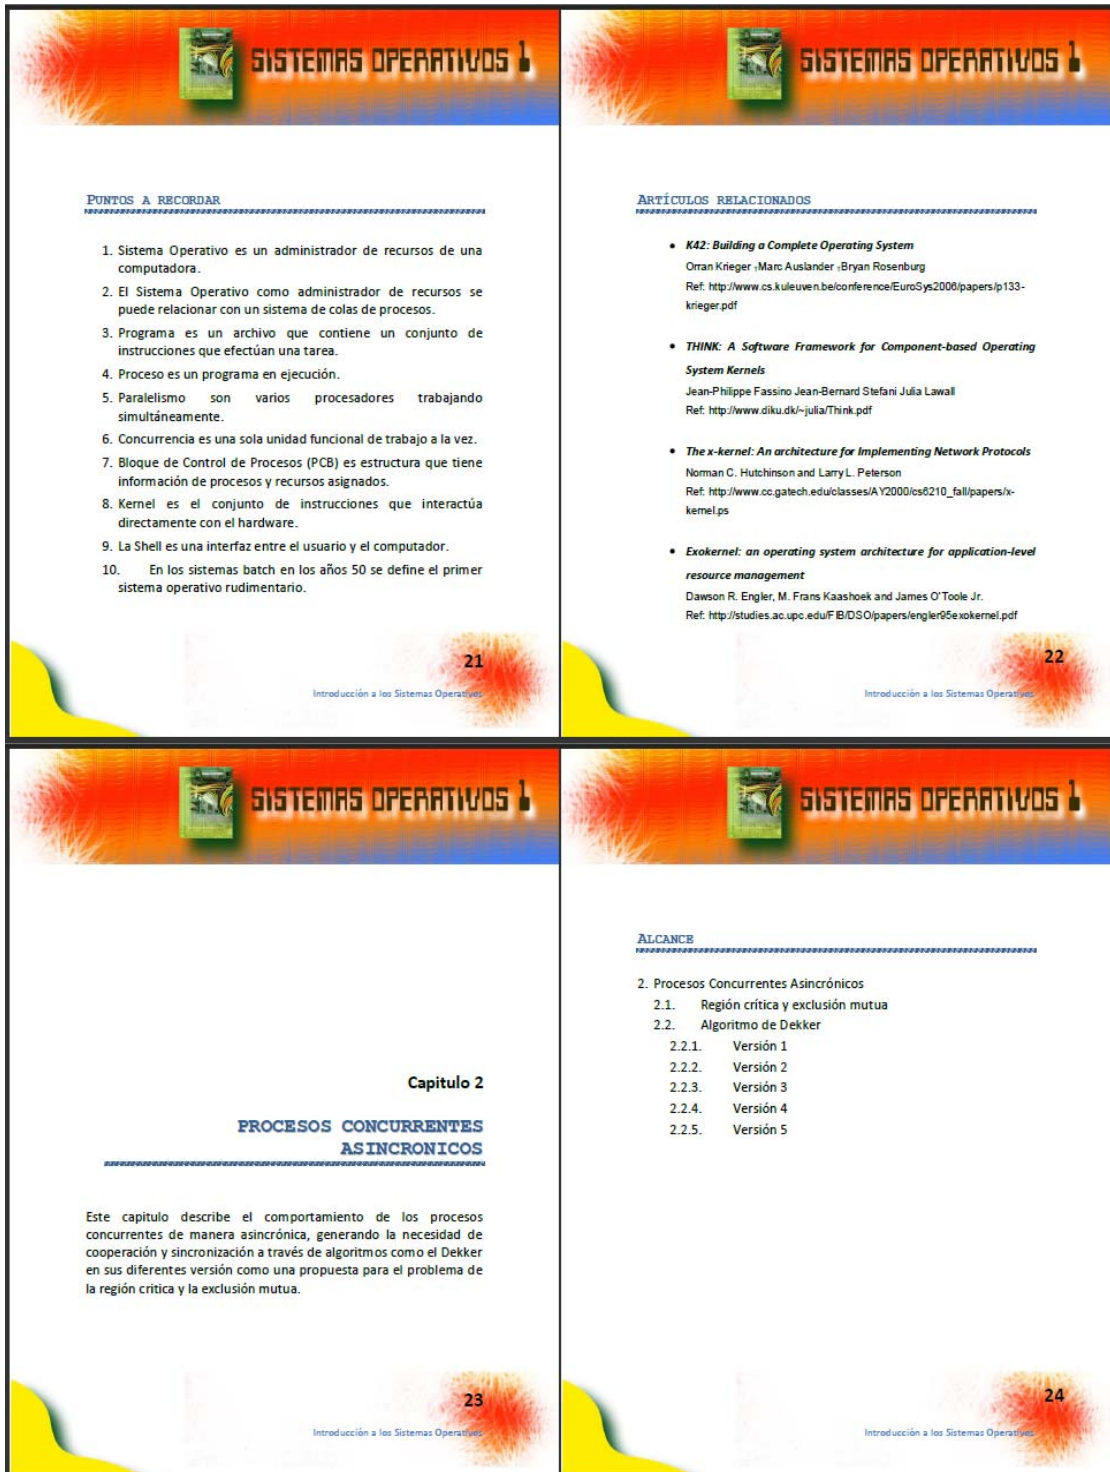 SISTEMAS OPERATIVOS 1
PUNTOS A RECORDAR
1. Sistema Operativo es un administrador de recursos de una
computadora.
2. El Sistema Operativo como administrador de recursos se
puede relacionar con un sistema de colas de procesos.
3. Programa es un archivo que contiene un conjunto de
instrucciones que efectúan una tarea.
4. Proceso es un programa en ejecución.
5. Paralelismo son varios procesadores trabajando
simultáneamente.
6. Concurrencia es una sola unidad funcional de trabajo a la vez.
7. Bloque de Control de Procesos (PCB) es estructura que tiene
información de procesos y recursos asignados.
8. Kernel es el conjunto de instrucciones que interactúa
directamente con el hardware.
9. La Shell es una interfaz entre el usuario y el computador.
10. En los sistemas batch en los años 50 se define el primer
sistema operativo rudimentario.
21
Introducción a los Sistemas Operativos
SISTEMAS OPERATIVOS 1
ARTÍCULOS RELACIONADOS
• K42: Building a Complete Operating System
Orran Krieger ,Marc Auslander ,Bryan Rosenburg
Ref: http://www.cs.kuleuven.be/conference/EuroSys2006/papers/p133-
krieger.pdf
• THINK: A Software Framework for Component-based Operating
System Kernels
Jean-Philippe Fassino Jean-Bernard Stefani Julia Lawall
Ref: http://www.diku.dk/~julia/Think.pdf
• The x-kernel: An architecture for Implementing Network Protocols
Norman C. Hutchinson and Larry L. Peterson
Ref: http://www.cc.gatech.edu/classes/AY2000/cs6210_fall/papers/x-
kernel.ps
• Exokernel: an operating system architecture for application-level
resource management
Dawson R. Engler, M. Frans Kaashoek and James O'Toole Jr.
Ref: http://studies.ac.upc.edu/FIB/DSO/papers/engler95exokernel.pdf
22
Introducción a los Sistemas Operativos
SISTEMAS OPERATIVOS 1
Capitulo 2
PROCESOS CONCURRENTES
ASINCRONICOS
Este capitulo describe el comportamiento de los procesos
concurrentes de manera asincrónica, generando la necesidad de
cooperación y sincronización a través de algoritmos como el Dekker
en sus diferentes versión como una propuesta para el problema de
la región critica y la exclusión mutua.
23
Introducción a los Sistemas Operativos
SISTEMAS OPERATIVOS 1
ALCANCE
2. Procesos Concurrentes Asincrónicos
2.1. Región crítica y exclusión mutua
2.2. Algoritmo de Dekker
2.2.1. Versión 1
2.2.2. Versión 2
2.2.3. Versión 3
2.2.4. Versión 4
2.2.5. Versión 5
24
Introducción a los Sistemas Operativos